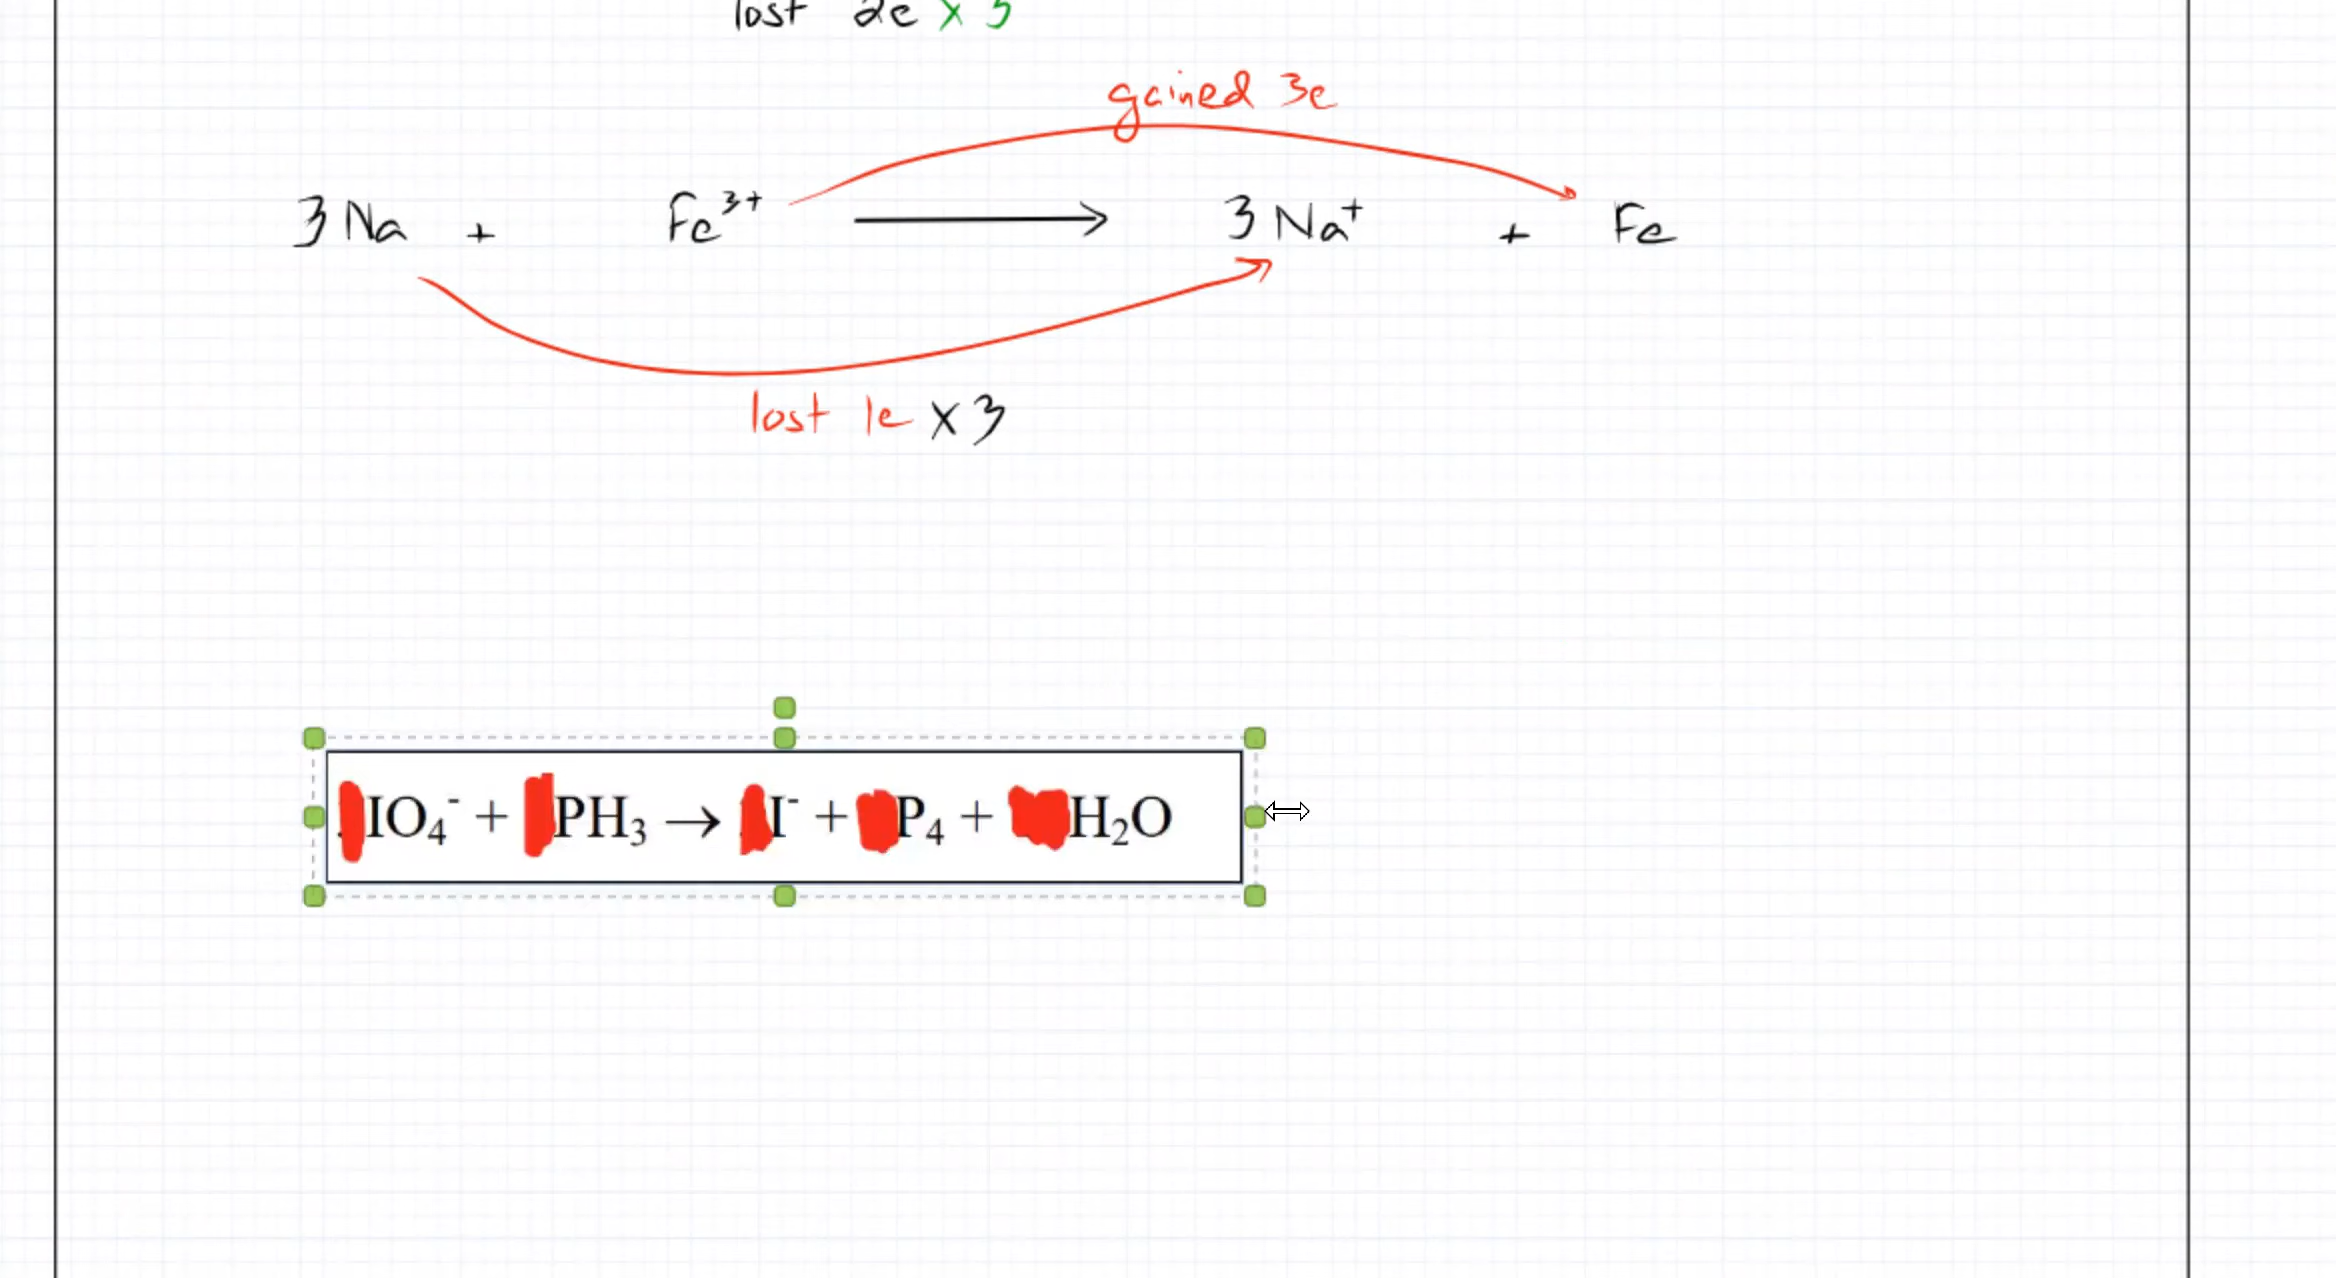 lost 2e x 3
gained 3e
3 Na + Fe³⁺ ⟶ 3 Na⁺ + Fe
lost 1e x 3
IO₄⁻ + PH₃ → I⁻ + P₄ + H₂O